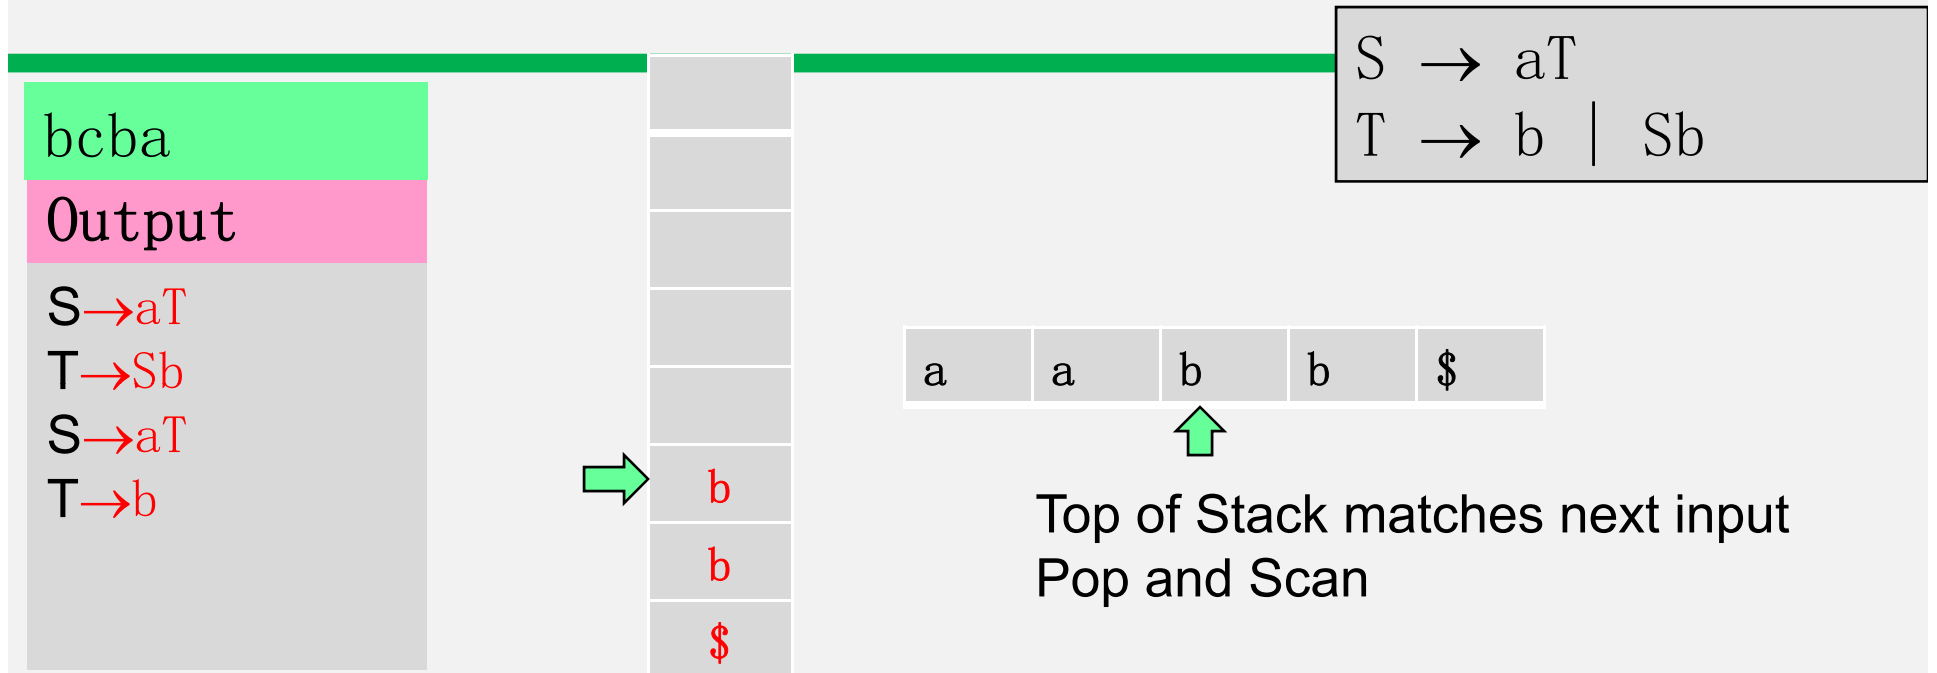 S → aT
T → b | Sb
bcba
Output
S→aT
T→Sb
S→aT
T→b
b
b
$
a a b b $
Top of Stack matches next input
Pop and Scan